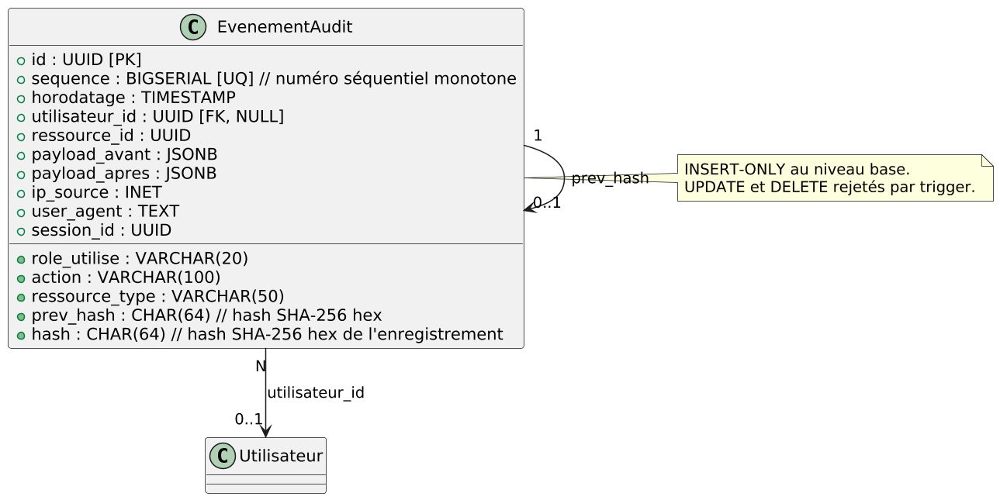 C EvenementAudit
id : UUID [PK]
sequence : BIGSERIAL [UQ] // numéro séquentiel monotone
horodatage : TIMESTAMP
utilisateur_id : UUID [FK, NULL]
ressource_id : UUID
payload_avant : JSONB
payload_apres : JSONB
ip_source : INET
user_agent : TEXT
session_id : UUID
role_utilise : VARCHAR(20)
action : VARCHAR(100)
ressource_type : VARCHAR(50)
prev_hash : CHAR(64) // hash SHA-256 hex
hash : CHAR(64) // hash SHA-256 hex de l'enregistrement
1
prev_hash
0..1
INSERT-ONLY au niveau base.
UPDATE et DELETE rejetés par trigger.
N
utilisateur_id
0..1
C Utilisateur